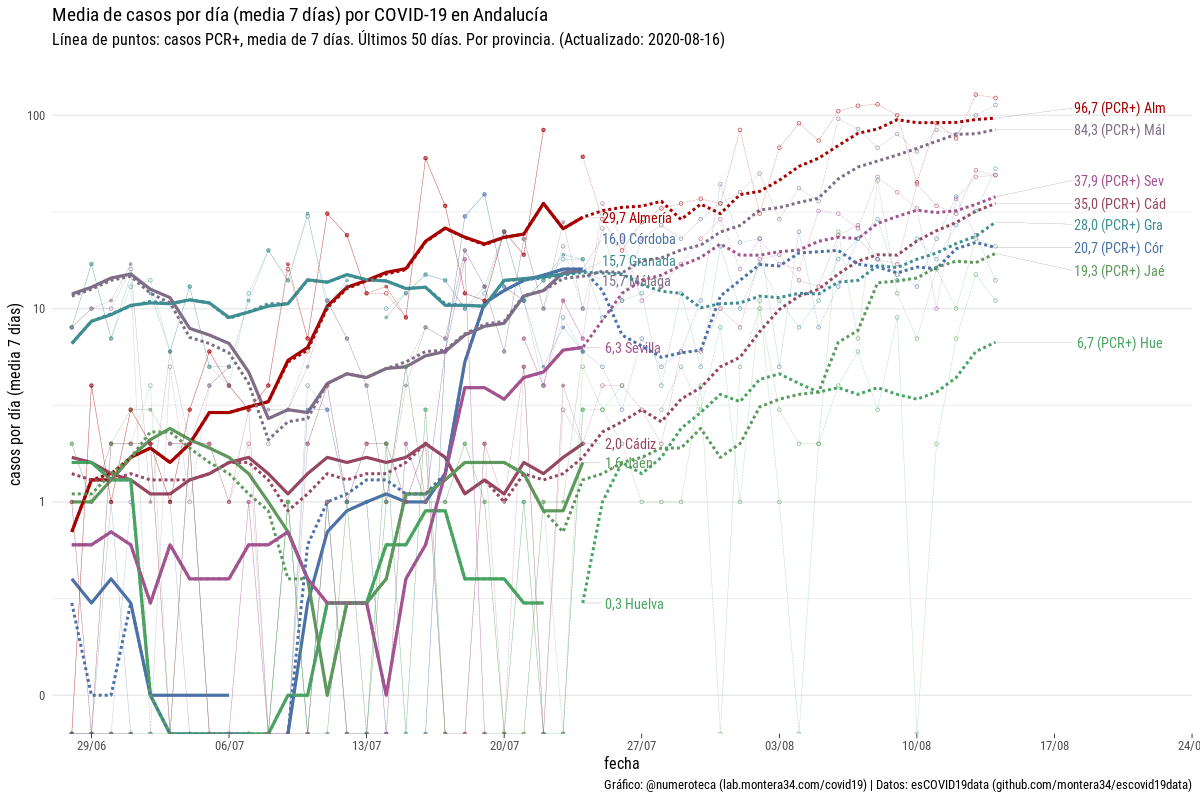 Media de casos por día (media 7 días) por COVID-19 en Andalucía
Línea de puntos: casos PCR+, media de 7 días. Últimos 50 días. Por provincia. (Actualizado: 2020-08-16)
casos por día (media 7 días)
100
10
1
0
96,7 (PCR+) Alm
84,3 (PCR+) Mál
37,9 (PCR+) Sev
35,0 (PCR+) Cád
28,0 (PCR+) Gra
20,7 (PCR+) Cór
19,3 (PCR+) Jaé
6,7 (PCR+) Hue
29,7 Almería
16,0 Córdoba
15,7 Granada
15,7 Málaga
6,3 Sevilla
2,0 Cádiz
1,6 Jaén
0,3 Huelva
29/06
06/07
13/07
20/07
27/07
03/08
10/08
17/08
24/0
fecha
Gráfico: @numeroteca (lab.montera34.com/covid19) | Datos: esCOVID19data (github.com/montera34/escovid19data)